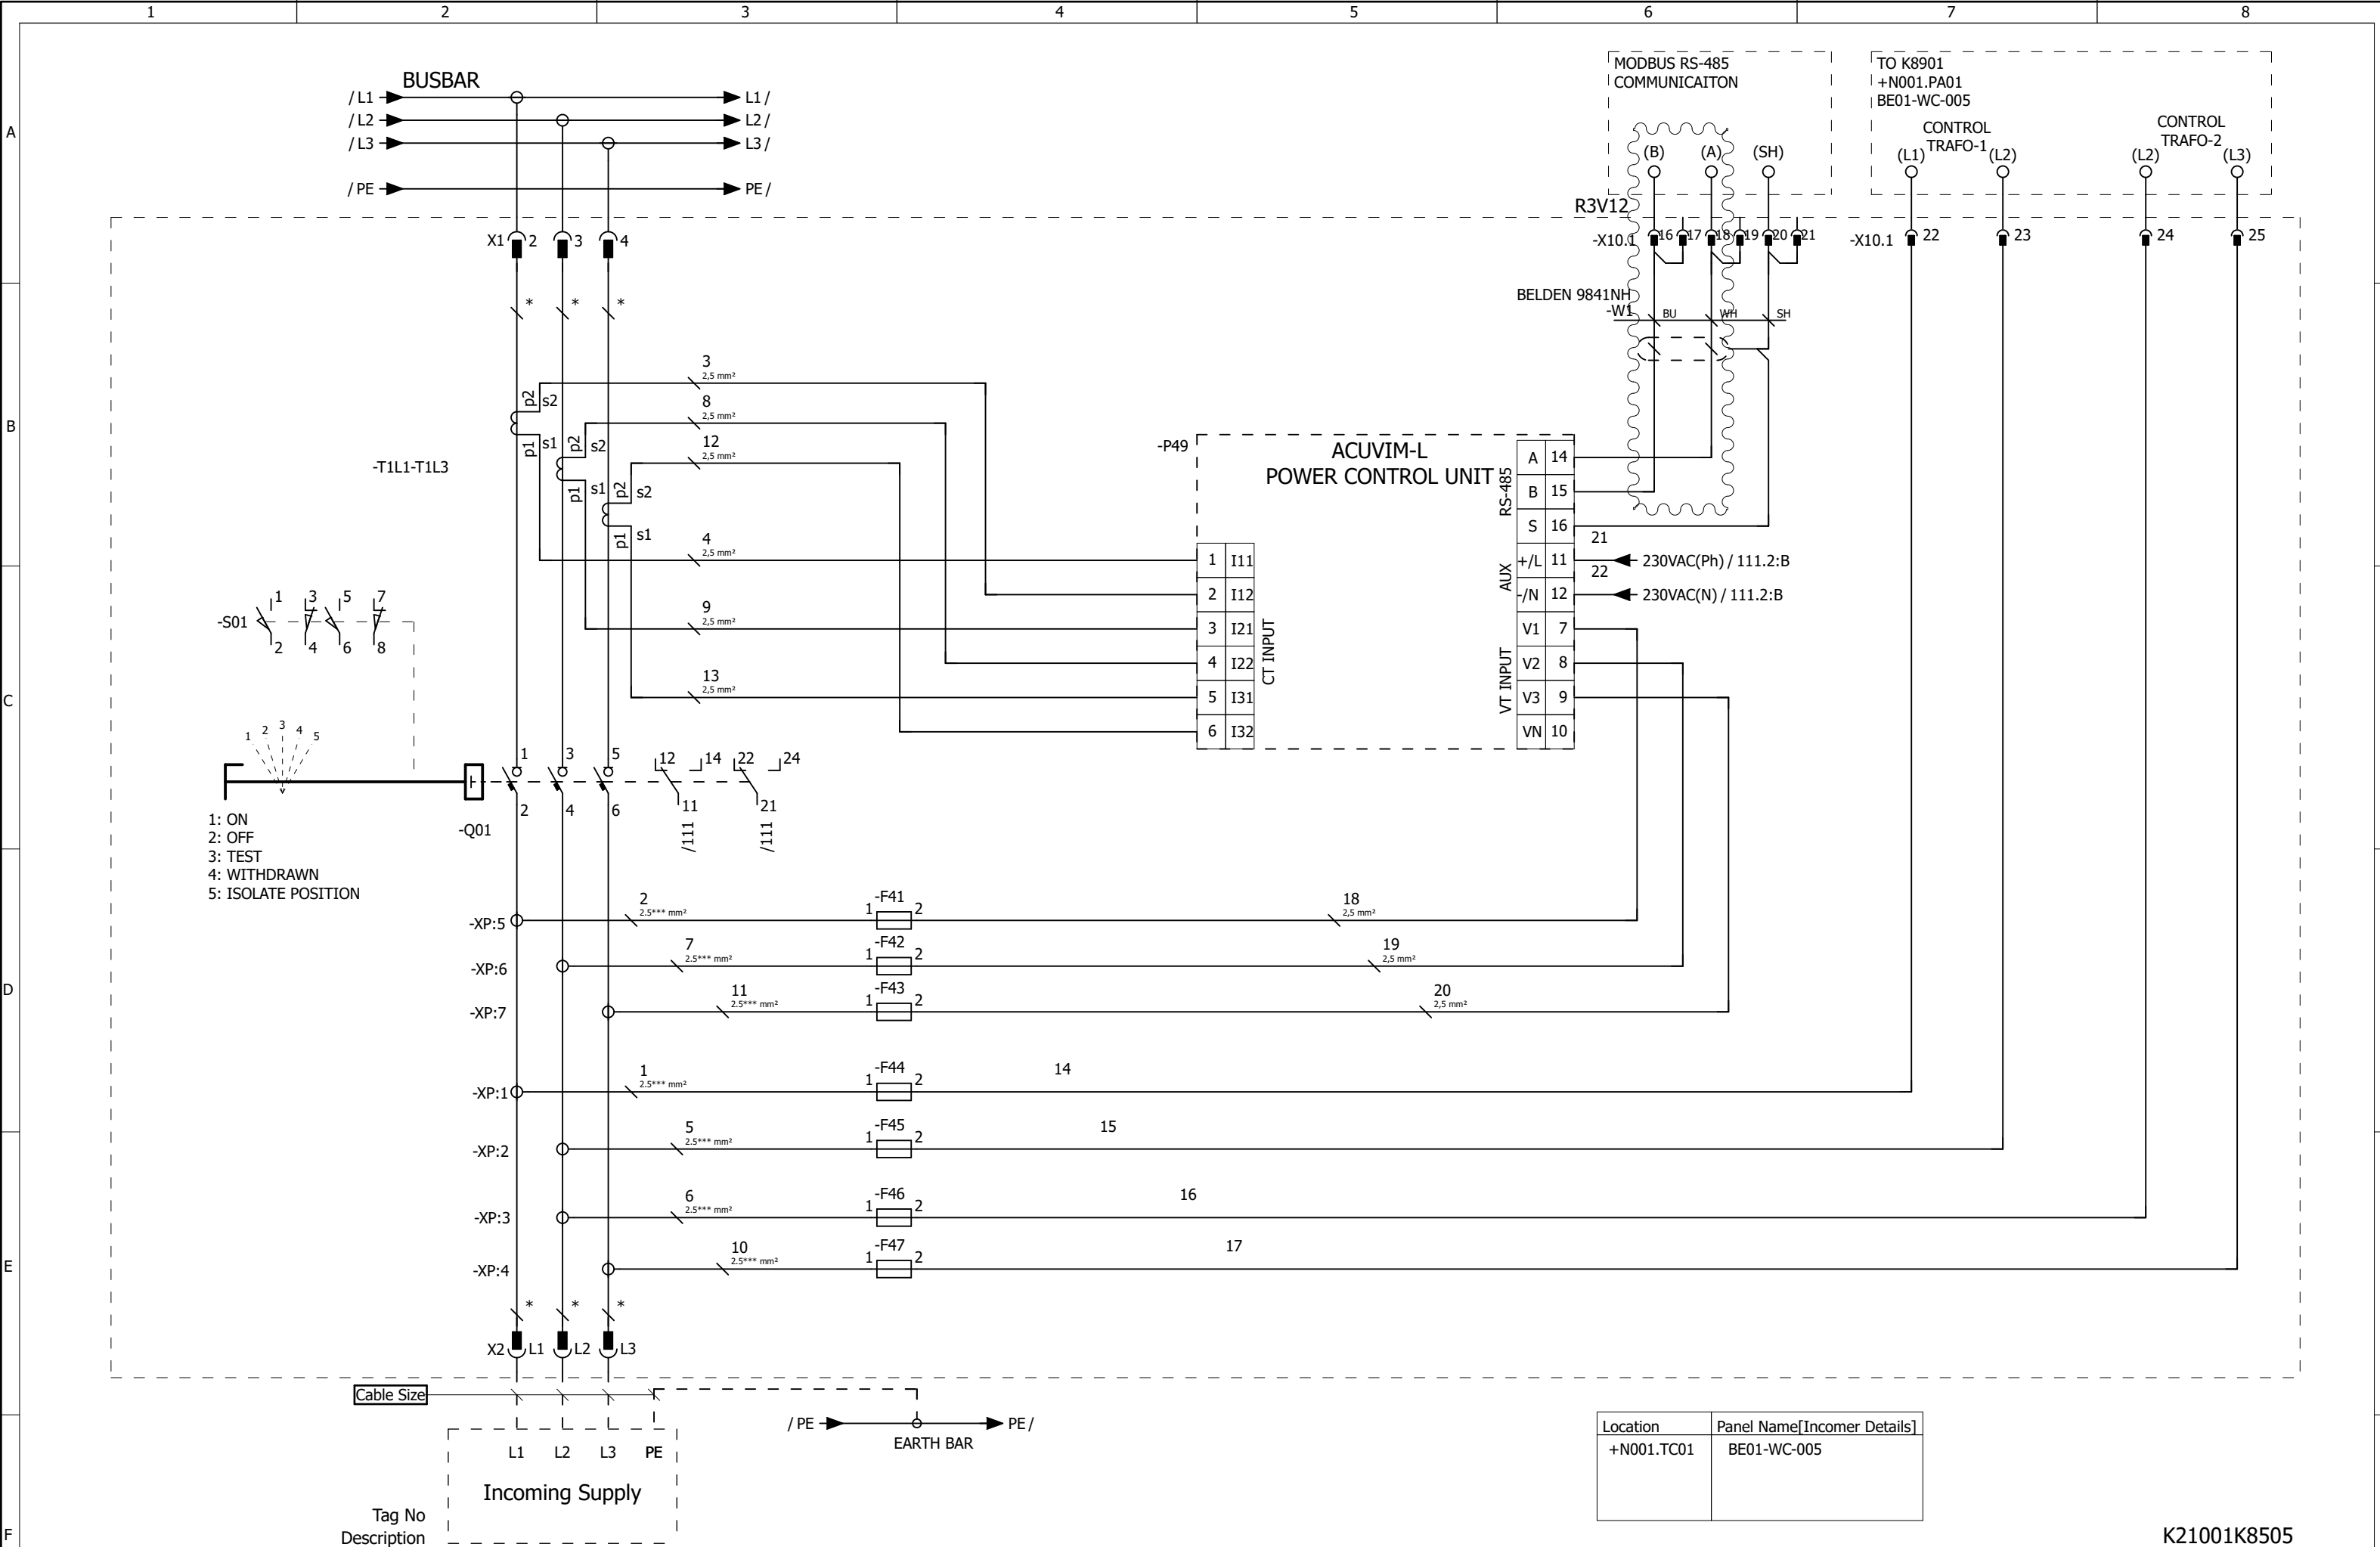 1 2 3 4 5 6 7 8
A
B
C
D
E
F
BUSBAR
/ L1 L1 /
/ L2 L2 /
/ L3 L3 /
/ PE PE /
MODBUS RS-485
COMMUNICAITON
(B) (A) (SH)
TO K8901
+N001.PA01
BE01-WC-005
CONTROL
TRAFO-1
(L1) (L2)
CONTROL
TRAFO-2
(L2) (L3)
R3V12
X1 2 3 4
-X10.1 16 17 18 19 20 21
-X10.1 22 23 24 25
* * *
BELDEN 9841NH
-W1 BU WH SH
3
2,5 mm²
8
2,5 mm²
12
2,5 mm²
p2 s2
p1 s1
p2 s2
p1 s1
p2 s2
p1 s1
-T1L1-T1L3
4
2,5 mm²
9
2,5 mm²
13
2,5 mm²
-P49
ACUVIM-L
POWER CONTROL UNIT
1 I11
2 I12
3 I21
4 I22
5 I31
6 I32
CT INPUT
RS-485
A 14
B 15
S 16
AUX
+/L 11
-/N 12
VT INPUT
V1 7
V2 8
V3 9
VN 10
21
230VAC(Ph) / 111.2:B
22
230VAC(N) / 111.2:B
-S01
1 3 5 7
2 4 6 8
1 2 3 4 5
1: ON
2: OFF
3: TEST
4: WITHDRAWN
5: ISOLATE POSITION
-Q01
1 3 5
2 4 6
12 14 22 24
11 21
/111 /111
-XP:5 2
2.5*** mm²
1 -F41 2
18
2,5 mm²
-XP:6 7
2.5*** mm²
1 -F42 2
19
2,5 mm²
-XP:7 11
2.5*** mm²
1 -F43 2
20
2,5 mm²
-XP:1 1
2.5*** mm²
1 -F44 2
14
-XP:2 5
2.5*** mm²
1 -F45 2
15
-XP:3 6
2.5*** mm²
1 -F46 2
16
-XP:4 10
2.5*** mm²
1 -F47 2
17
* * *
X2 L1 L2 L3
Cable Size
/ PE PE /
EARTH BAR
L1 L2 L3 PE
Incoming Supply
Tag No
Description
Location Panel Name[Incomer Details]
+N001.TC01 BE01-WC-005
K21001K8505